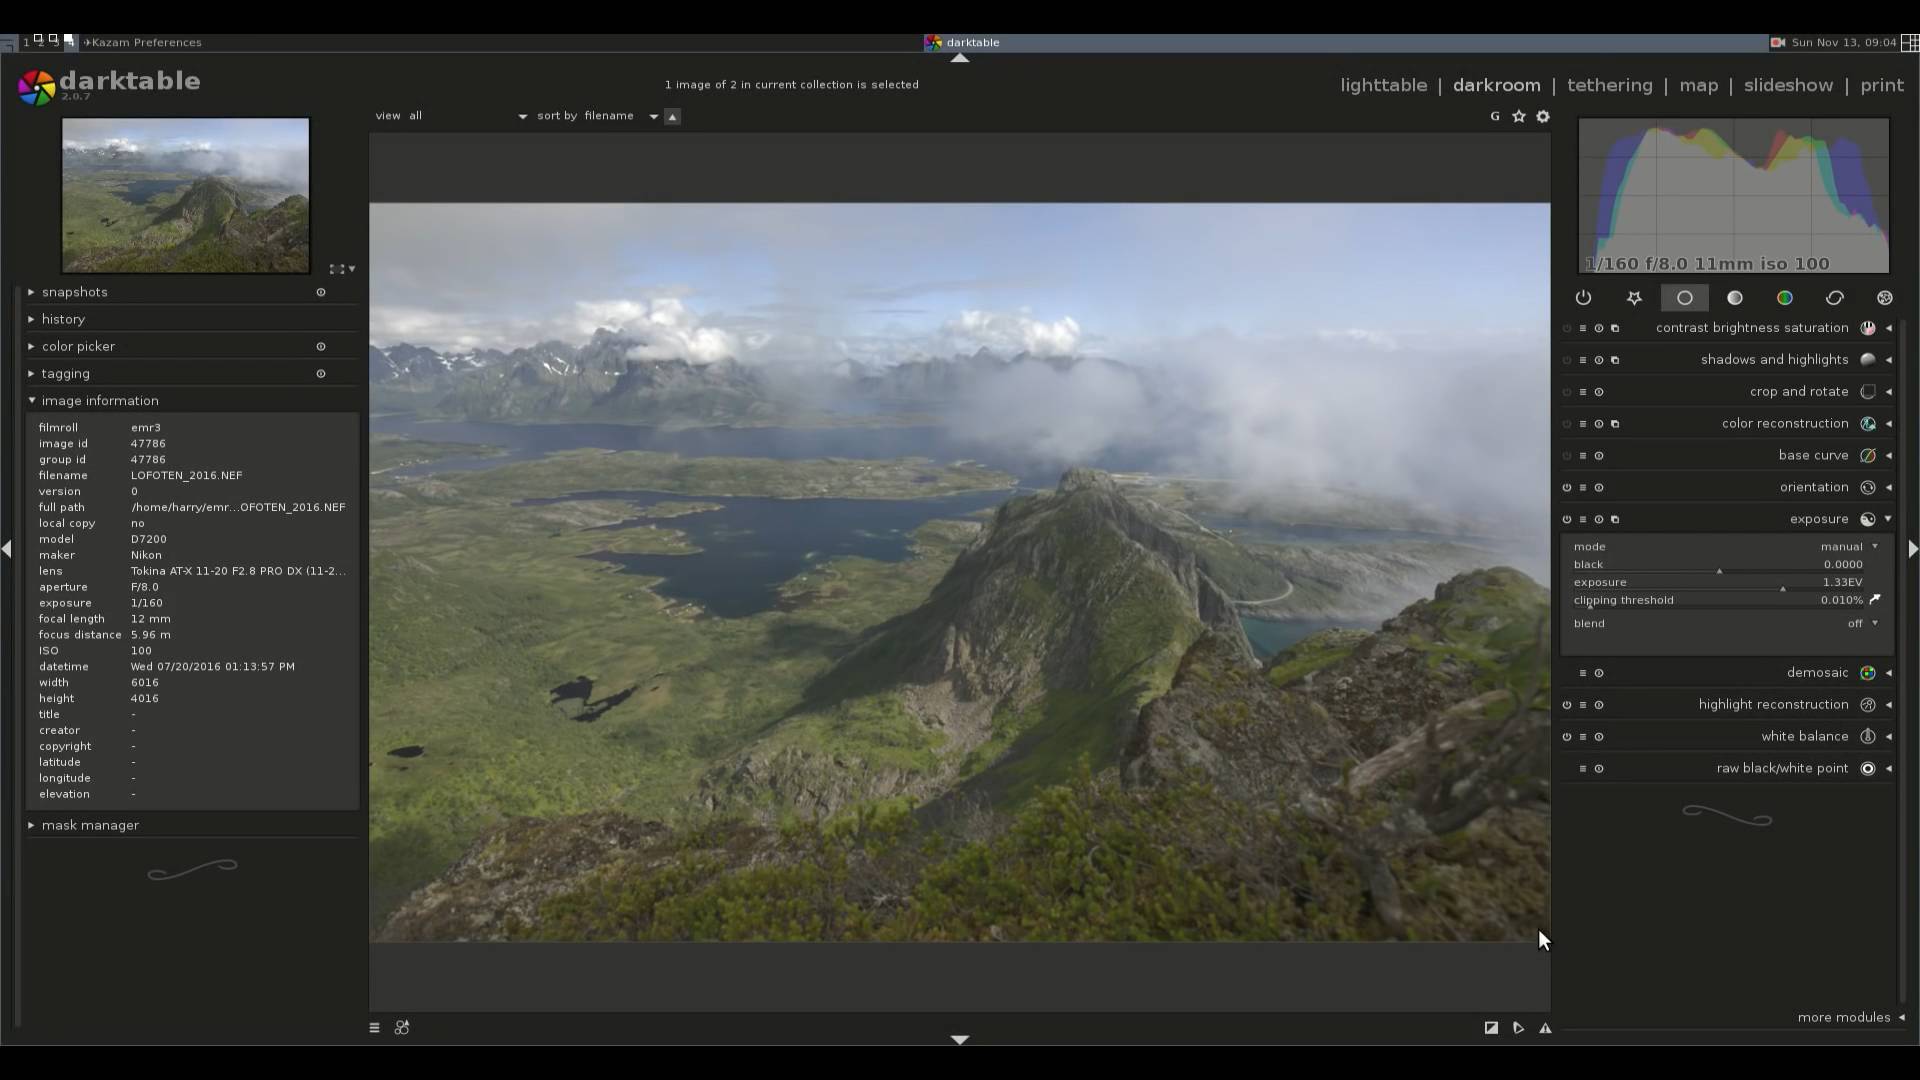 1 2 3 4 Kazam Preferences
darktable
Sun Nov 13, 09:04
darktable
2.0.7
1 image of 2 in current collection is selected
lighttable | darkroom | tethering | map | slideshow | print
view all
sort by filename
G
1/160 f/8.0 11mm iso 100
snapshots
history
color picker
tagging
image information
filmroll emr3
image id 47786
group id 47786
filename LOFOTEN_2016.NEF
version 0
full path /home/harry/emr...OFOTEN_2016.NEF
local copy no
model D7200
maker Nikon
lens Tokina AT-X 11-20 F2.8 PRO DX (11-2...
aperture F/8.0
exposure 1/160
focal length 12 mm
focus distance 5.96 m
ISO 100
datetime Wed 07/20/2016 01:13:57 PM
width 6016
height 4016
title -
creator -
copyright -
latitude -
longitude -
elevation -
mask manager
contrast brightness saturation
shadows and highlights
crop and rotate
color reconstruction
base curve
orientation
exposure
mode manual
black 0.0000
exposure 1.33EV
clipping threshold 0.010%
blend off
demosaic
highlight reconstruction
white balance
raw black/white point
more modules